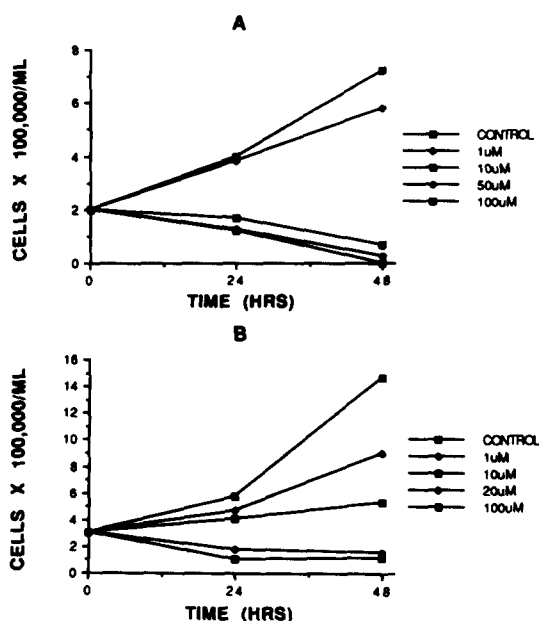 A
CELLS X 100,000/ML
8
6
4
2
0
0
24
48
TIME (HRS)
CONTROL
1uM
10uM
50uM
100uM
B
CELLS X 100,000/ML
16
14
12
10
8
6
4
2
0
0
24
48
TIME (HRS)
CONTROL
1uM
10uM
20uM
100uM